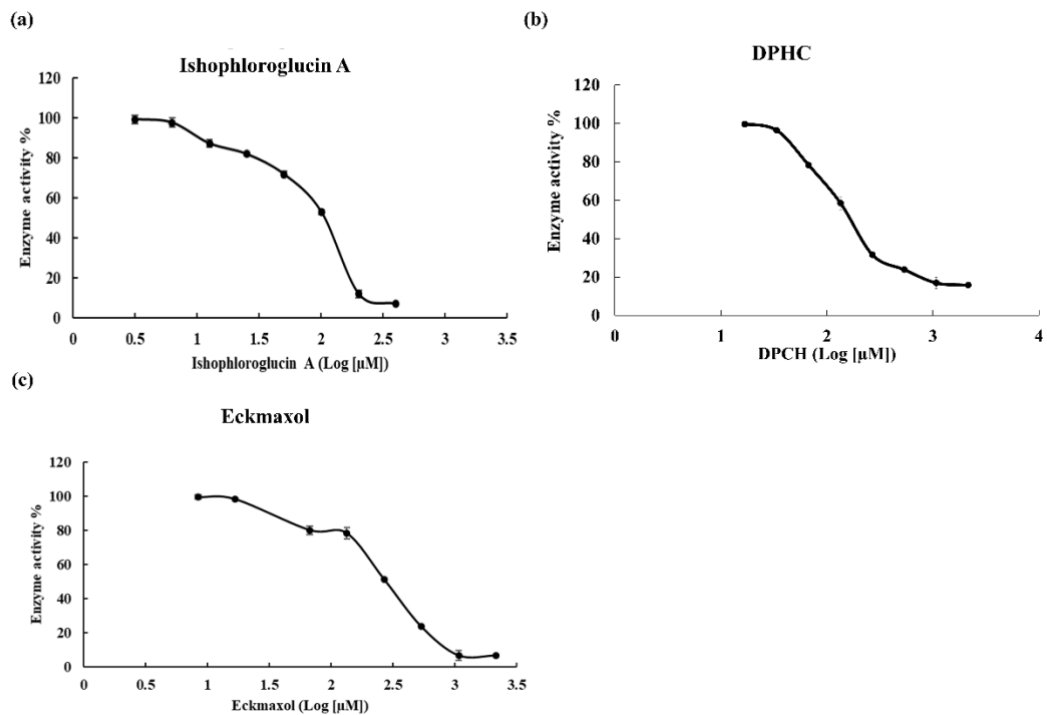 (a)
Ishophloroglucin A
120
100
80
60
40
20
0
Enzyme activity %
0 0.5 1 1.5 2 2.5 3 3.5
Ishophloroglucin A (Log [µM])
(b)
DPHC
120
100
80
60
40
20
0
Enzyme activity %
0 1 2 3 4
DPCH (Log [µM])
(c)
Eckmaxol
120
100
80
60
40
20
0
Enzyme activity %
0 0.5 1 1.5 2 2.5 3 3.5
Eckmaxol (Log [µM])